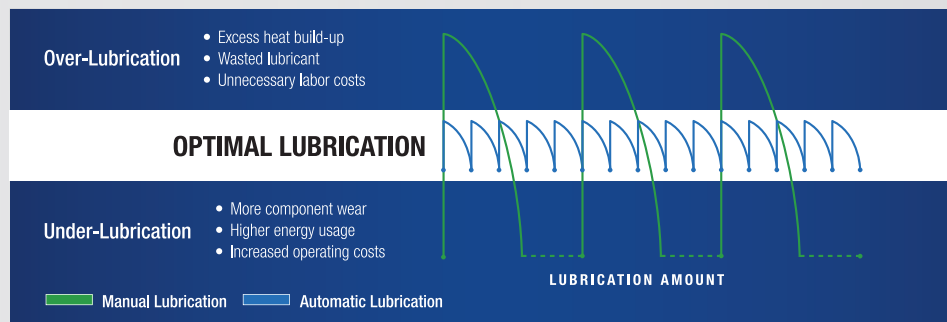 Over-Lubrication
• Excess heat build-up
• Wasted lubricant
• Unnecessary labor costs
OPTIMAL LUBRICATION
Under-Lubrication
• More component wear
• Higher energy usage
• Increased operating costs
LUBRICATION AMOUNT
Manual Lubrication
Automatic Lubrication